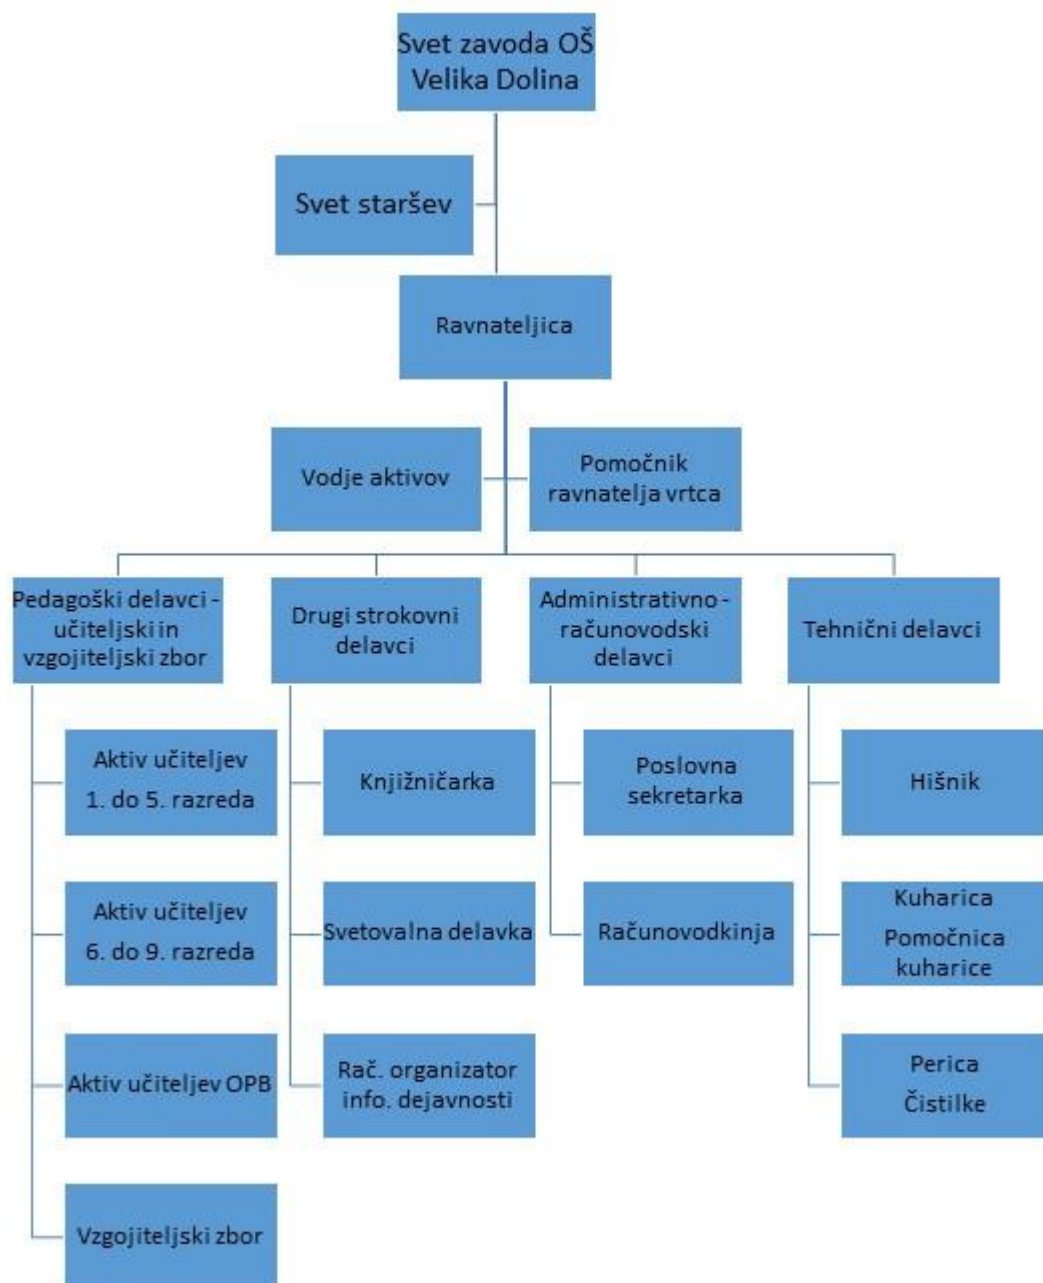 Svet zavoda OŠ
Velika Dolina
Svet staršev
Ravnateljica
Vodje aktivov
Pomočnik
ravnatelja vrtca
Pedagoški delavci -
učiteljski in
vzgojiteljski zbor
Drugi strokovni
delavci
Administrativno -
računovodski
delavci
Tehnični delavci
Aktiv učiteljev
1. do 5. razreda
Knjižničarka
Poslovna
sekretarka
Hišnik
Aktiv učiteljev
6. do 9. razreda
Svetovalna delavka
Računovodkinja
Kuharica
Pomočnica
kuharice
Aktiv učiteljev OPB
Rač. organizator
info. dejavnosti
Perica
Čistilke
Vzgojiteljski zbor